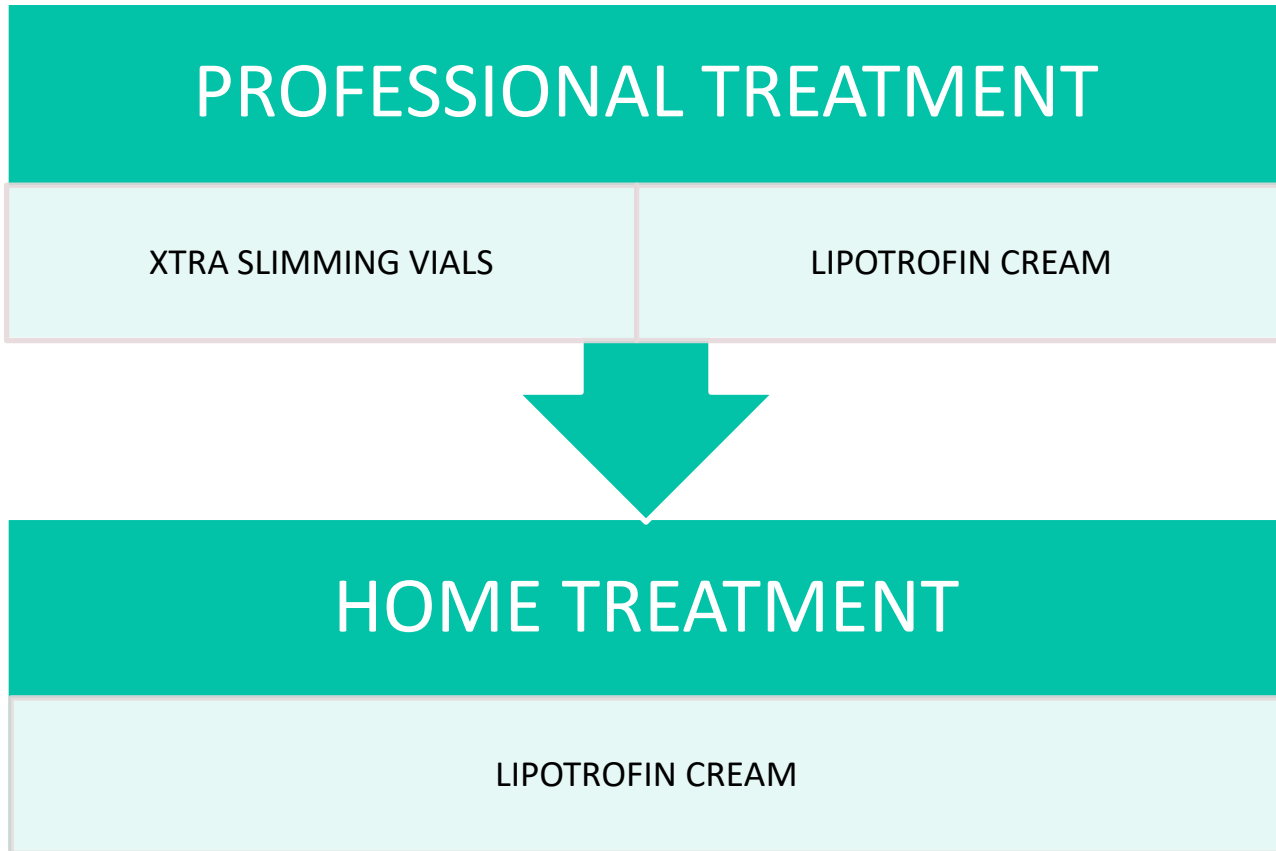 PROFESSIONAL TREATMENT
XTRA SLIMMING VIALS
LIPOTROFIN CREAM
HOME TREATMENT
LIPOTROFIN CREAM